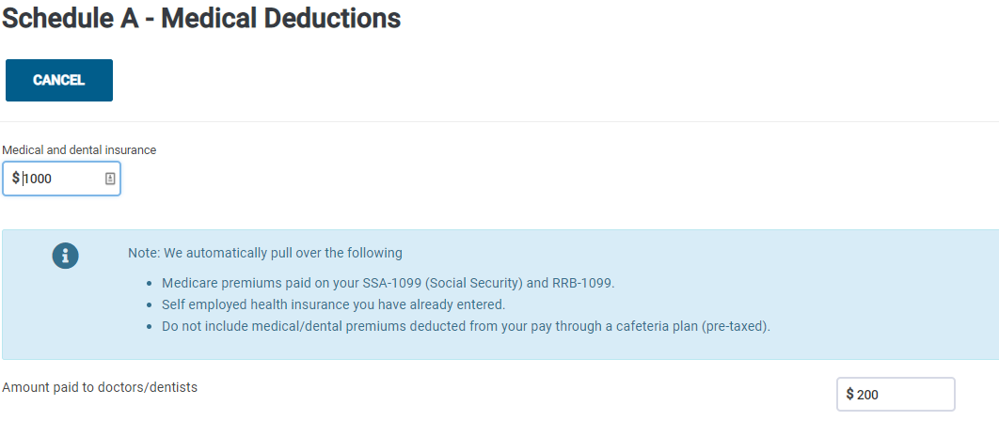 Schedule A - Medical Deductions
CANCEL
Medical and dental insurance
$ 1000
Note: We automatically pull over the following
• Medicare premiums paid on your SSA-1099 (Social Security) and RRB-1099.
• Self employed health insurance you have already entered.
• Do not include medical/dental premiums deducted from your pay through a cafeteria plan (pre-taxed).
Amount paid to doctors/dentists
$ 200